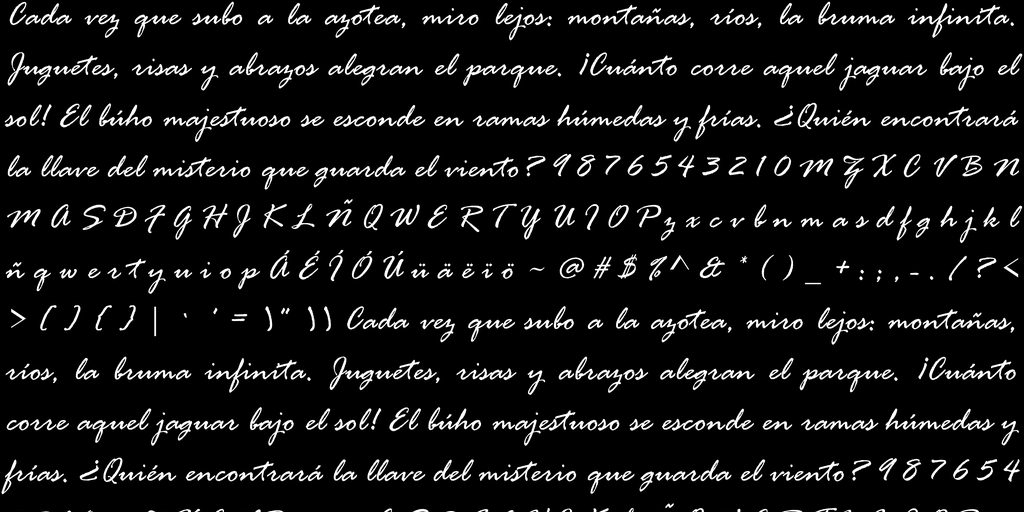 Cada vez que subo a la azotea, miro lejos: montañas, ríos, la bruma infinita.
Juguetes, risas y abrazos alegran el parque. ¡Cuánto corre aquel jaguar bajo el
sol! El búho majestuoso se esconde en ramas húmedas y frías. ¿Quién encontrará
la llave del misterio que guarda el viento? 9 8 7 6 5 4 3 2 1 0 M Z X C V B N
M A S D F G H J K L Ñ Q W E R T Y U I O P z x c v b n m a s d f g h j k l
ñ q w e r t y u i o p Á É Í Ó Ú ü ä ë ï ö ~ @ # $ % ^ & * ( ) _ + : ; , - . / ? <
> [ ] { } | ` ' = \ " \ \ Cada vez que subo a la azotea, miro lejos: montañas,
ríos, la bruma infinita. Juguetes, risas y abrazos alegran el parque. ¡Cuánto
corre aquel jaguar bajo el sol! El búho majestuoso se esconde en ramas húmedas y
frías. ¿Quién encontrará la llave del misterio que guarda el viento? 9 8 7 6 5 4